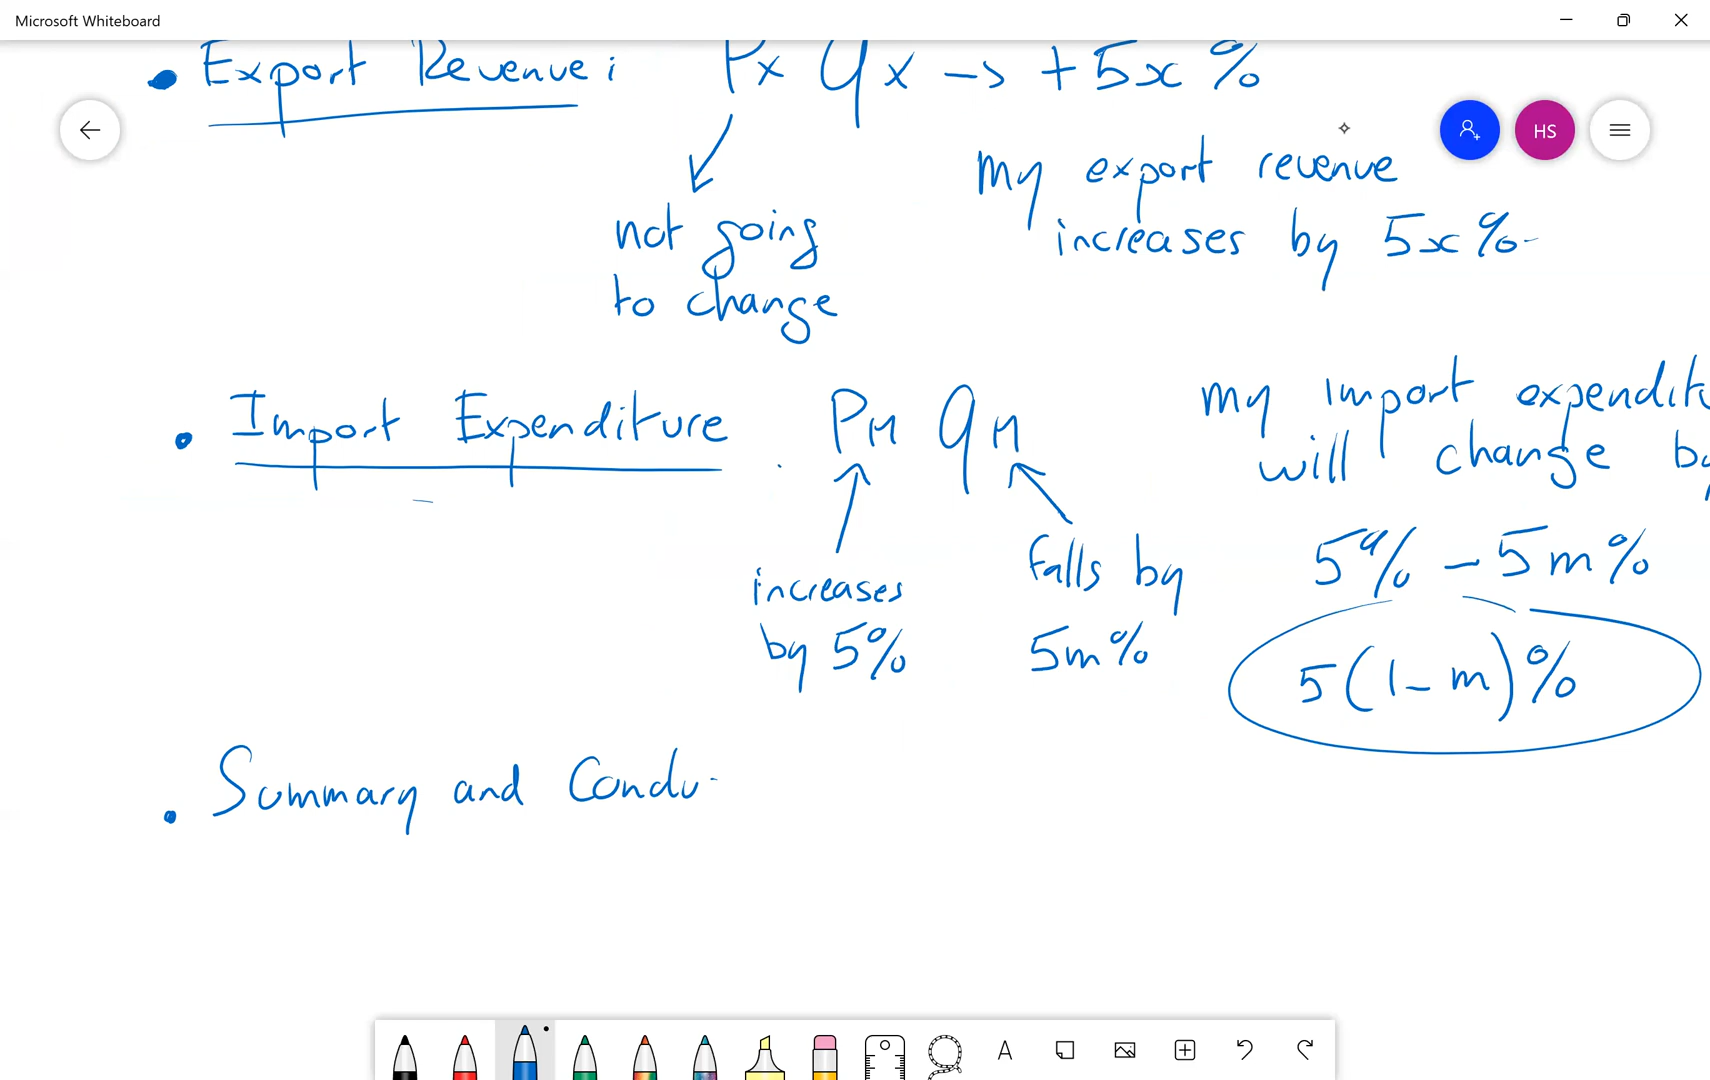 Microsoft Whiteboard
• Export Revenue: Px qx -> + 5x %
HS
my export revenue
increases by 5x%
not going
to change
• Import Expenditure PM qM
my import expenditu
will change by
increases
by 5%
falls by
5m%
5% - 5m%
5(1-m)%
• Summary and Conclu
A